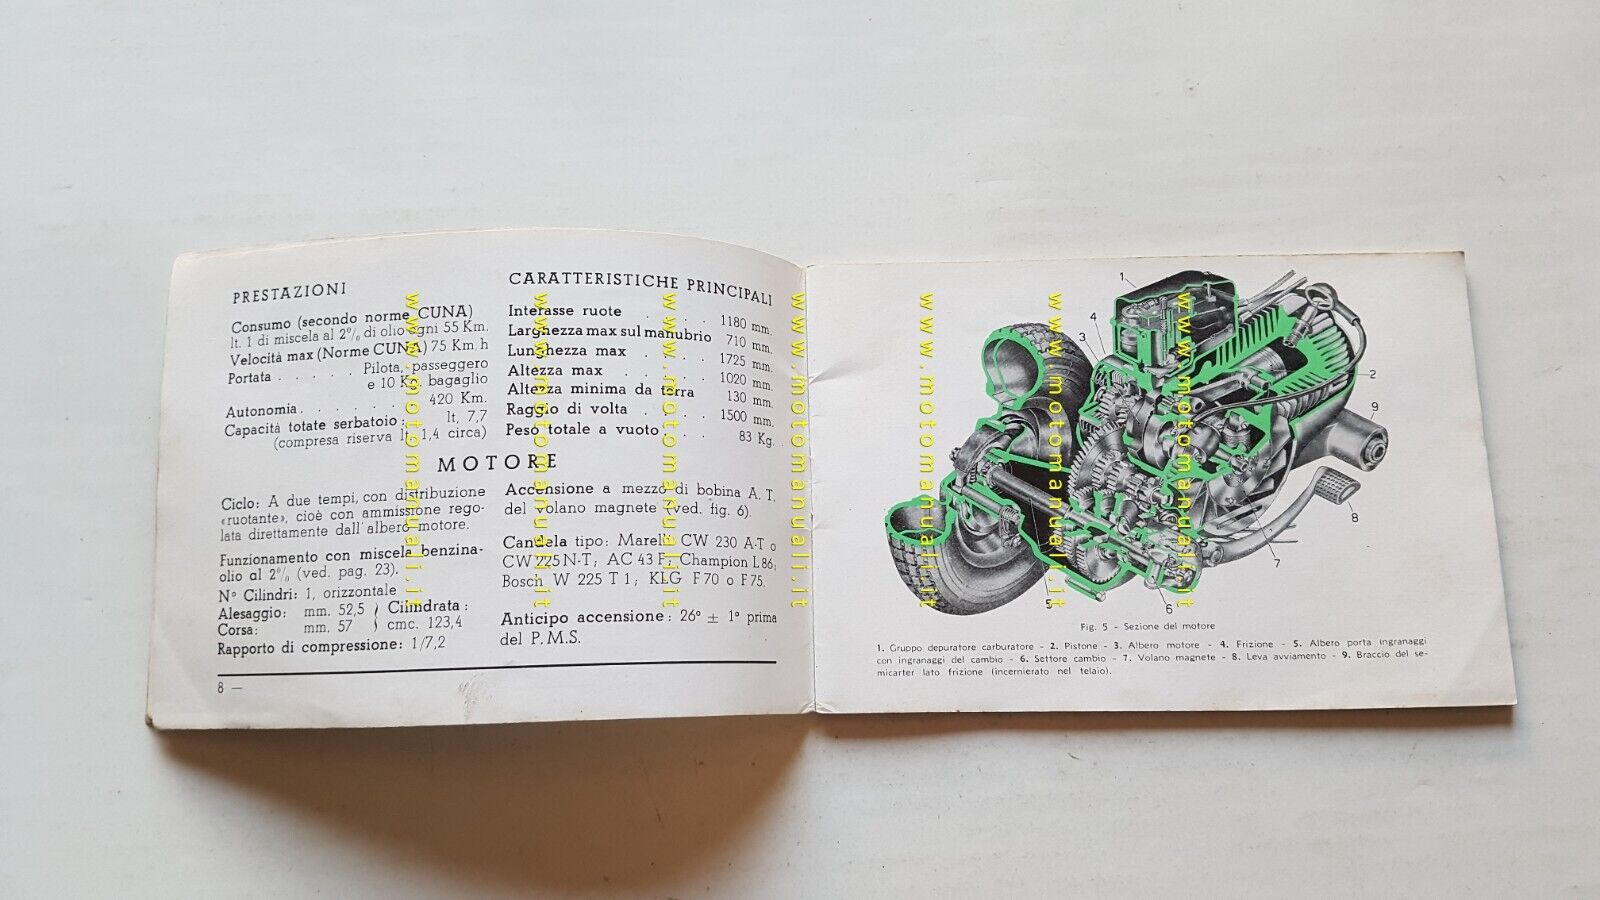 PRESTAZIONI
Consumo (secondo norme CUNA)
lt. 1 di miscela al 2% di olio ogni 55 Km.
Velocità max (Norme CUNA) 75 Km. h
Portata . . . . . Pilota, passeggero
e 10 Kg. bagaglio
Autonomia . . . . . . 420 Km.
Capacità totate serbatoio: lt, 7,7
(compresa riserva lt. 1,4 circa)
CARATTERISTICHE PRINCIPALI
Interasse ruote . . . . 1180 mm.
Larghezza max sul manubrio 710 mm.
Lunghezza max . . . . 1725 mm.
Altezza max . . . . . 1020 mm.
Altezza minima da terra 130 mm.
Raggio di volta . . . . 1500 mm.
Peso totale a vuoto . . . 83 Kg.
MOTORE
Ciclo: A due tempi, con distribuzione
«ruotante», cioè con ammissione rego-
lata direttamente dall'albero motore.
Funzionamento con miscela benzina-
olio al 2% (ved. pag. 23).
N° Cilindri: 1, orizzontale
Alesaggio: mm. 52,5 } Cilindrata:
Corsa: mm. 57 } cmc. 123,4
Rapporto di compressione: 1/7,2
Accensione a mezzo di bobina A. T.
del volano magnete (ved. fig. 6).
Candela tipo: Marelli CW 230 A-T o
CW 225 N-T; AC 43 F; Champion L86;
Bosch W 225 T 1; KLG F 70 o F 75.
Anticipo accensione: 26° ± 1° prima
del P.M.S.
8 —
1
4
3
2
9
8
7
5
6
Fig. 5 - Sezione del motore
1. Gruppo depuratore carburatore - 2. Pistone - 3. Albero motore - 4. Frizione - 5. Albero porta ingranaggi
con ingranaggi del cambio - 6. Settore cambio - 7. Volano magnete - 8. Leva avviamento - 9. Braccio del se-
micarter lato frizione (incernierato nel telaio).
www.motomanuali.it
www.motomanuali.it
www.motomanuali.it
www.motomanuali.it
www.motomanuali.it
www.motomanuali.it
www.motomanuali.it